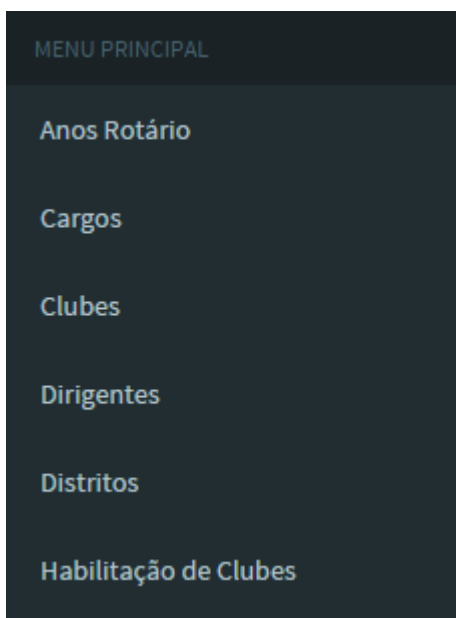 MENU PRINCIPAL
Anos Rotário
Cargos
Clubes
Dirigentes
Distritos
Habilitação de Clubes